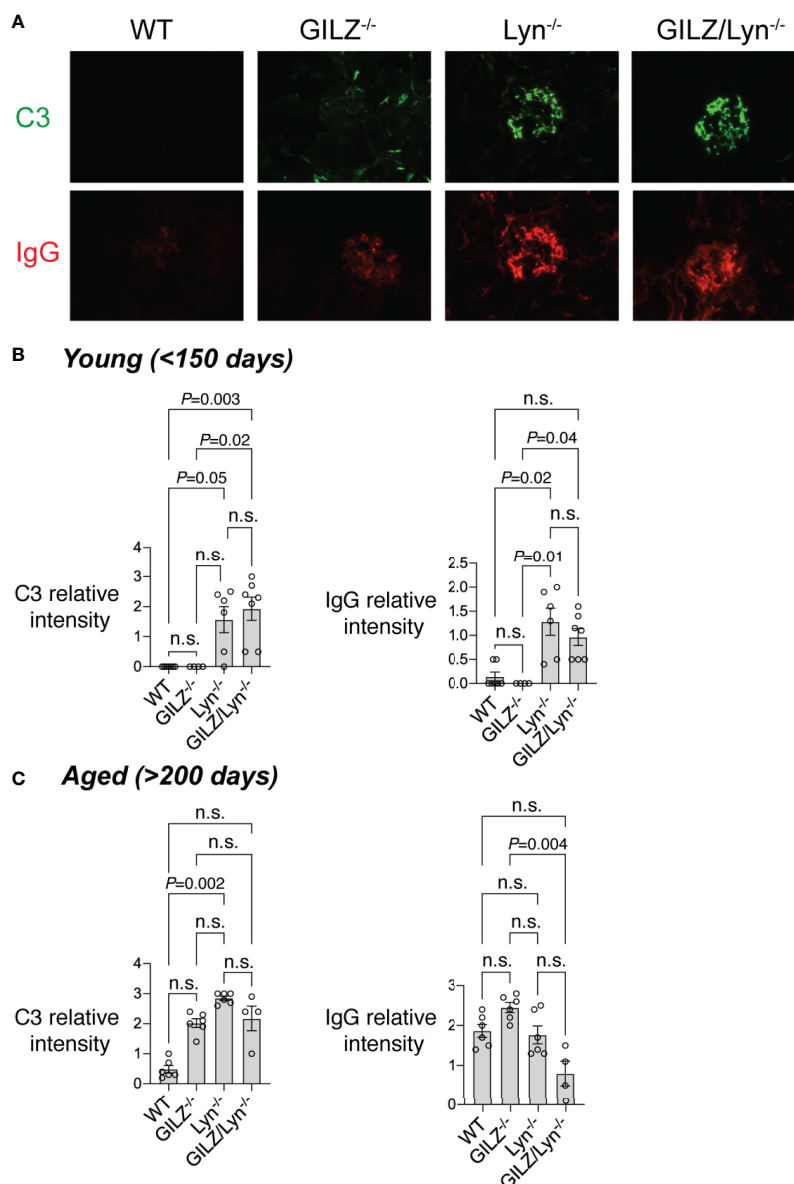 A
WT GILZ-/- Lyn-/- GILZ/Lyn-/-
C3
IgG
B Young (<150 days)
P=0.003
P=0.02
P=0.05
n.s.
n.s.
n.s.
C3 relative
intensity
4
3
2
1
0
WT
GILZ-/-
Lyn-/-
GILZ/Lyn-/-
n.s.
P=0.04
P=0.02
n.s.
P=0.01
n.s.
IgG relative
intensity
2.5
2.0
1.5
1.0
0.5
0.0
WT
GILZ-/-
Lyn-/-
GILZ/Lyn-/-
C Aged (>200 days)
n.s.
n.s.
P=0.002
n.s.
n.s.
n.s.
C3 relative
intensity
4
3
2
1
0
WT
GILZ-/-
Lyn-/-
GILZ/Lyn-/-
n.s.
P=0.004
n.s.
n.s.
n.s.
n.s.
IgG relative
intensity
3
2
1
0
WT
GILZ-/-
Lyn-/-
GILZ/Lyn-/-